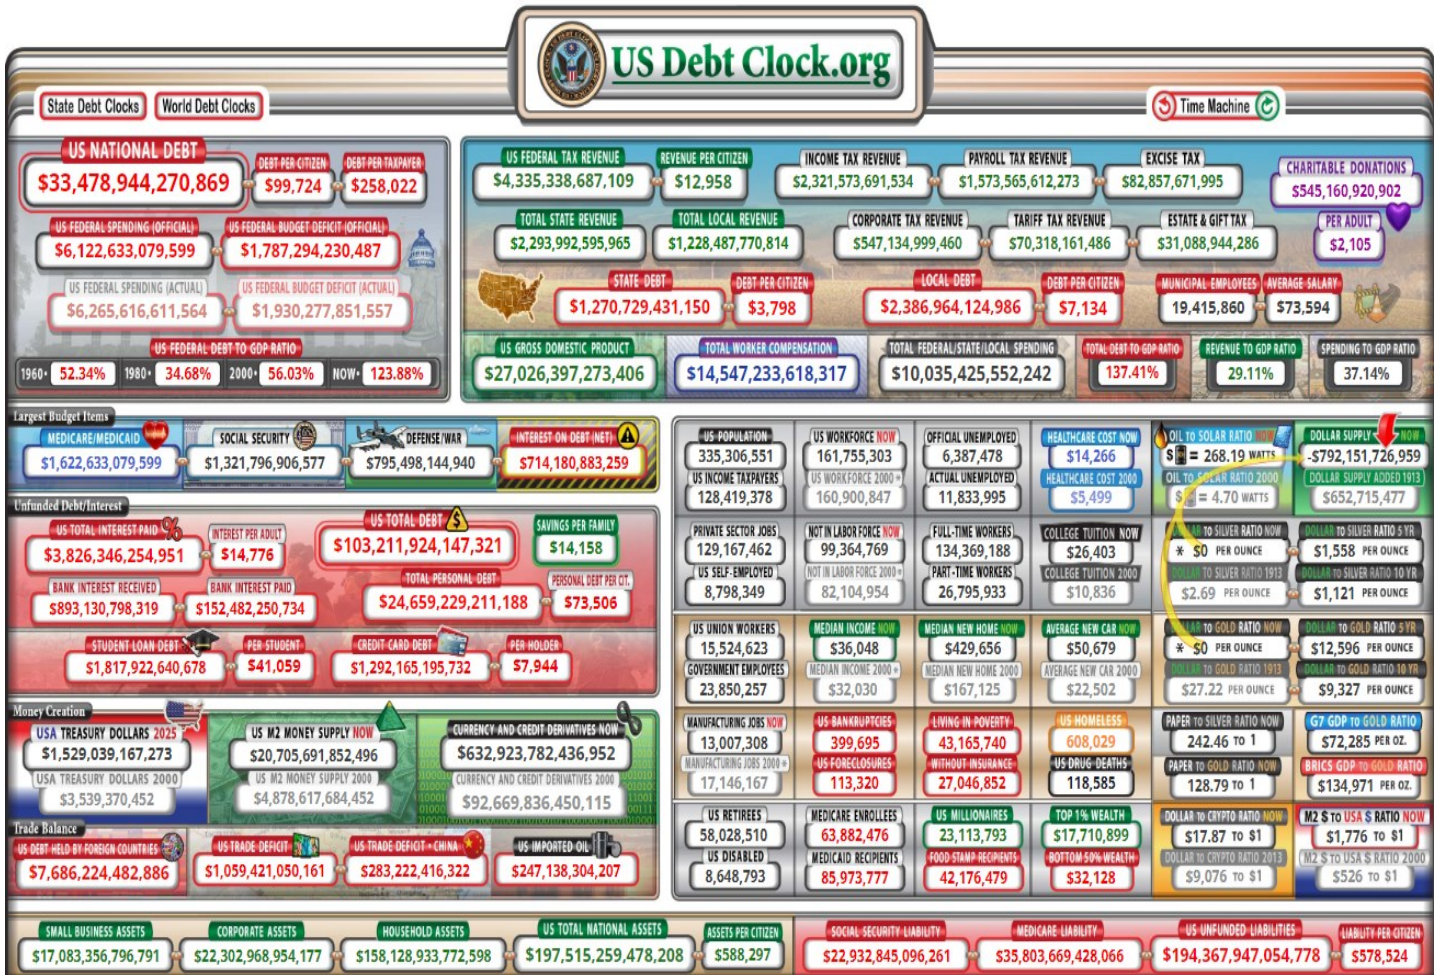 US Debt Clock.org
State Debt Clocks World Debt Clocks
Time Machine
US NATIONAL DEBT
$33,478,944,270,869
DEBT PER CITIZEN
$99,724
DEBT PER TAXPAYER
$258,022
US FEDERAL SPENDING (OFFICIAL)
$6,122,633,079,599
US FEDERAL BUDGET DEFICIT (OFFICIAL)
$1,787,294,230,487
US FEDERAL SPENDING (ACTUAL)
$6,265,616,611,564
US FEDERAL BUDGET DEFICIT (ACTUAL)
$1,930,277,851,557
US FEDERAL DEBT TO GDP RATIO
1960• 52.34% 1980• 34.68% 2000• 56.03% NOW• 123.88%
US FEDERAL TAX REVENUE
$4,335,338,687,109
REVENUE PER CITIZEN
$12,958
INCOME TAX REVENUE
$2,321,573,691,534
PAYROLL TAX REVENUE
$1,573,565,612,273
EXCISE TAX
$82,857,671,995
CHARITABLE DONATIONS
$545,160,920,902
TOTAL STATE REVENUE
$2,293,992,595,965
TOTAL LOCAL REVENUE
$1,228,487,770,814
CORPORATE TAX REVENUE
$547,134,999,460
TARIFF TAX REVENUE
$70,318,161,486
ESTATE & GIFT TAX
$31,088,944,286
PER ADULT
$2,105
STATE DEBT
$1,270,729,431,150
DEBT PER CITIZEN
$3,798
LOCAL DEBT
$2,386,964,124,986
DEBT PER CITIZEN
$7,134
MUNICIPAL EMPLOYEES
19,415,860
AVERAGE SALARY
$73,594
US GROSS DOMESTIC PRODUCT
$27,026,397,273,406
TOTAL WORKER COMPENSATION
$14,547,233,618,317
TOTAL FEDERAL/STATE/LOCAL SPENDING
$10,035,425,552,242
TOTAL DEBT TO GDP RATIO
137.41%
REVENUE TO GDP RATIO
29.11%
SPENDING TO GDP RATIO
37.14%
Largest Budget Items
MEDICARE/MEDICAID
$1,622,633,079,599
SOCIAL SECURITY
$1,321,796,906,577
DEFENSE/WAR
$795,498,144,940
INTEREST ON DEBT (NET)
$714,180,883,259
Unfunded Debt/Interest
US TOTAL INTEREST PAID
$3,826,346,254,951
INTEREST PER ADULT
$14,776
US TOTAL DEBT
$103,211,924,147,321
SAVINGS PER FAMILY
$14,158
BANK INTEREST RECEIVED
$893,130,798,319
BANK INTEREST PAID
$152,482,250,734
TOTAL PERSONAL DEBT
$24,659,229,211,188
PERSONAL DEBT PER CIT.
$73,506
STUDENT LOAN DEBT
$1,817,922,640,678
PER STUDENT
$41,059
CREDIT CARD DEBT
$1,292,165,195,732
PER HOLDER
$7,944
Money Creation
USA TREASURY DOLLARS 2025
$1,529,039,167,273
USA TREASURY DOLLARS 2000
$3,539,370,452
US M2 MONEY SUPPLY NOW
$20,705,691,852,496
US M2 MONEY SUPPLY 2000
$4,878,617,684,452
CURRENCY AND CREDIT DERIVATIVES NOW
$632,923,782,436,952
CURRENCY AND CREDIT DERIVATIVES 2000
$92,669,836,450,115
Trade Balance
US DEBT HELD BY FOREIGN COUNTRIES
$7,686,224,482,886
US TRADE DEFICIT
$1,059,421,050,161
US TRADE DEFICIT • CHINA
$283,222,416,322
US IMPORTED OIL
$247,138,304,207
US POPULATION
335,306,551
US INCOME TAXPAYERS
128,419,378
US WORKFORCE NOW
161,755,303
US WORKFORCE 2000
160,900,847
OFFICIAL UNEMPLOYED
6,387,478
ACTUAL UNEMPLOYED
11,833,995
HEALTHCARE COST NOW
$14,266
HEALTHCARE COST 2000
$5,499
OIL TO SOLAR RATIO NOW
$ = 268.19 WATTS
OIL TO SOLAR RATIO 2000
$ = 4.70 WATTS
DOLLAR SUPPLY NOW
-$792,151,726,959
DOLLAR SUPPLY ADDED 1913
$652,715,477
PRIVATE SECTOR JOBS
129,167,462
US SELF-EMPLOYED
8,798,349
NOT IN LABOR FORCE NOW
99,364,769
NOT IN LABOR FORCE 2000
82,104,954
FULL-TIME WORKERS
134,369,188
PART-TIME WORKERS
26,795,933
COLLEGE TUITION NOW
$26,403
COLLEGE TUITION 2000
$10,836
DOLLAR TO SILVER RATIO NOW
* $0 PER OUNCE
DOLLAR TO SILVER RATIO 1913
$2.69 PER OUNCE
DOLLAR TO SILVER RATIO 5 YR
$1,558 PER OUNCE
DOLLAR TO SILVER RATIO 10 YR
$1,121 PER OUNCE
US UNION WORKERS
15,524,623
GOVERNMENT EMPLOYEES
23,850,257
MEDIAN INCOME NOW
$36,048
MEDIAN INCOME 2000
$32,030
MEDIAN NEW HOME NOW
$429,656
MEDIAN NEW HOME 2000
$167,125
AVERAGE NEW CAR NOW
$50,679
AVERAGE NEW CAR 2000
$22,502
DOLLAR TO GOLD RATIO NOW
* $0 PER OUNCE
DOLLAR TO GOLD RATIO 1913
$27.22 PER OUNCE
DOLLAR TO GOLD RATIO 5 YR
$12,596 PER OUNCE
DOLLAR TO GOLD RATIO 10 YR
$9,327 PER OUNCE
MANUFACTURING JOBS NOW
13,007,308
MANUFACTURING JOBS 2000
17,146,167
US BANKRUPTCIES
399,695
US FORECLOSURES
113,320
LIVING IN POVERTY
43,165,740
WITHOUT INSURANCE
27,046,852
US HOMELESS
608,029
US DRUG DEATHS
118,585
PAPER TO SILVER RATIO NOW
242.46 TO 1
PAPER TO GOLD RATIO NOW
128.79 TO 1
G7 GDP TO GOLD RATIO
$72,285 PER OZ.
BRICS GDP TO GOLD RATIO
$134,971 PER OZ.
US RETIREES
58,028,510
US DISABLED
8,648,793
MEDICARE ENROLLEES
63,882,476
MEDICAID RECIPIENTS
85,973,777
US MILLIONAIRES
23,113,793
FOOD STAMP RECIPIENTS
42,176,479
TOP 1% WEALTH
$17,710,899
BOTTOM 50% WEALTH
$32,128
DOLLAR TO CRYPTO RATIO NOW
$17.87 TO $1
DOLLAR TO CRYPTO RATIO 2013
$9,076 TO $1
M2 $ TO USA $ RATIO NOW
$1,776 TO $1
M2 $ TO USA $ RATIO 2000
$526 TO $1
SMALL BUSINESS ASSETS
$17,083,356,796,791
CORPORATE ASSETS
$22,302,968,954,177
HOUSEHOLD ASSETS
$158,128,933,772,598
US TOTAL NATIONAL ASSETS
$197,515,259,478,208
ASSETS PER CITIZEN
$588,297
SOCIAL SECURITY LIABILITY
$22,932,845,096,261
MEDICARE LIABILITY
$35,803,669,428,066
US UNFUNDED LIABILITIES
$194,367,947,054,778
LIABILITY PER CITIZEN
$578,524